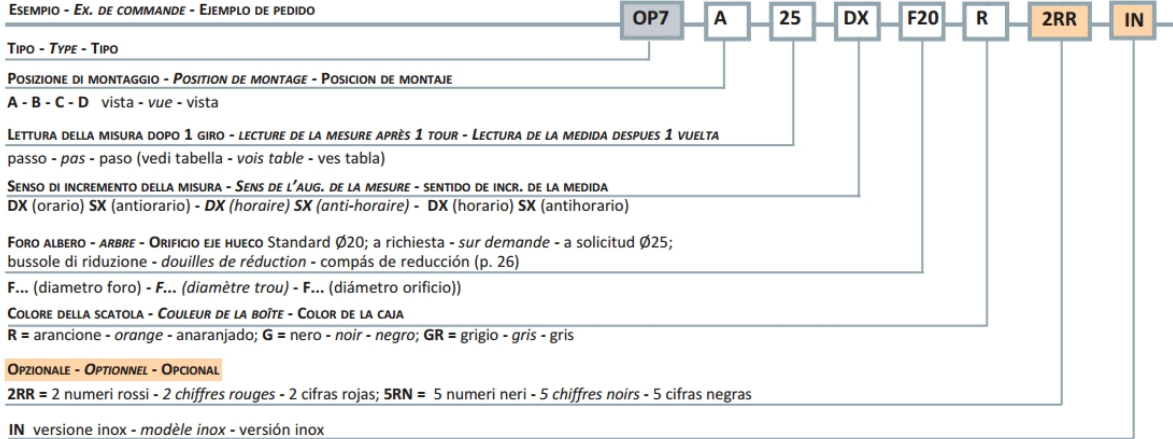 ESEMPIO - EX. DE COMMANDE - EJEMPLO DE PEDIDO
OP7 A 25 DX F20 R 2RR IN
TIPO - TYPE - TIPO
POSIZIONE DI MONTAGGIO - POSITION DE MONTAGE - POSICION DE MONTAJE
A - B - C - D vista - vue - vista
LETTURA DELLA MISURA DOPO 1 GIRO - LECTURE DE LA MESURE APRÈS 1 TOUR - LECTURA DE LA MEDIDA DESPUES 1 VUELTA
passo - pas - paso (vedi tabella - vois table - ves tabla)
SENSO DI INCREMENTO DELLA MISURA - SENS DE L'AUG. DE LA MESURE - SENTIDO DE INCR. DE LA MEDIDA
DX (orario) SX (antiorario) - DX (horaire) SX (anti-horaire) - DX (horario) SX (antihorario)
FORO ALBERO - ARBRE - ORIFICIO EJE HUECO Standard Ø20; a richiesta - sur demande - a solicitud Ø25;
bussole di riduzione - douilles de réduction - compás de reducción (p. 26)
F... (diametro foro) - F... (diamètre trou) - F... (diámetro orificio))
COLORE DELLA SCATOLA - COULEUR DE LA BOÎTE - COLOR DE LA CAJA
R = arancione - orange - anaranjado; G = nero - noir - negro; GR = grigio - gris - gris
OPZIONALE - OPTIONNEL - OPCIONAL
2RR = 2 numeri rossi - 2 chiffres rouges - 2 cifras rojas; 5RN = 5 numeri neri - 5 chiffres noirs - 5 cifras negras
IN versione inox - modèle inox - versión inox